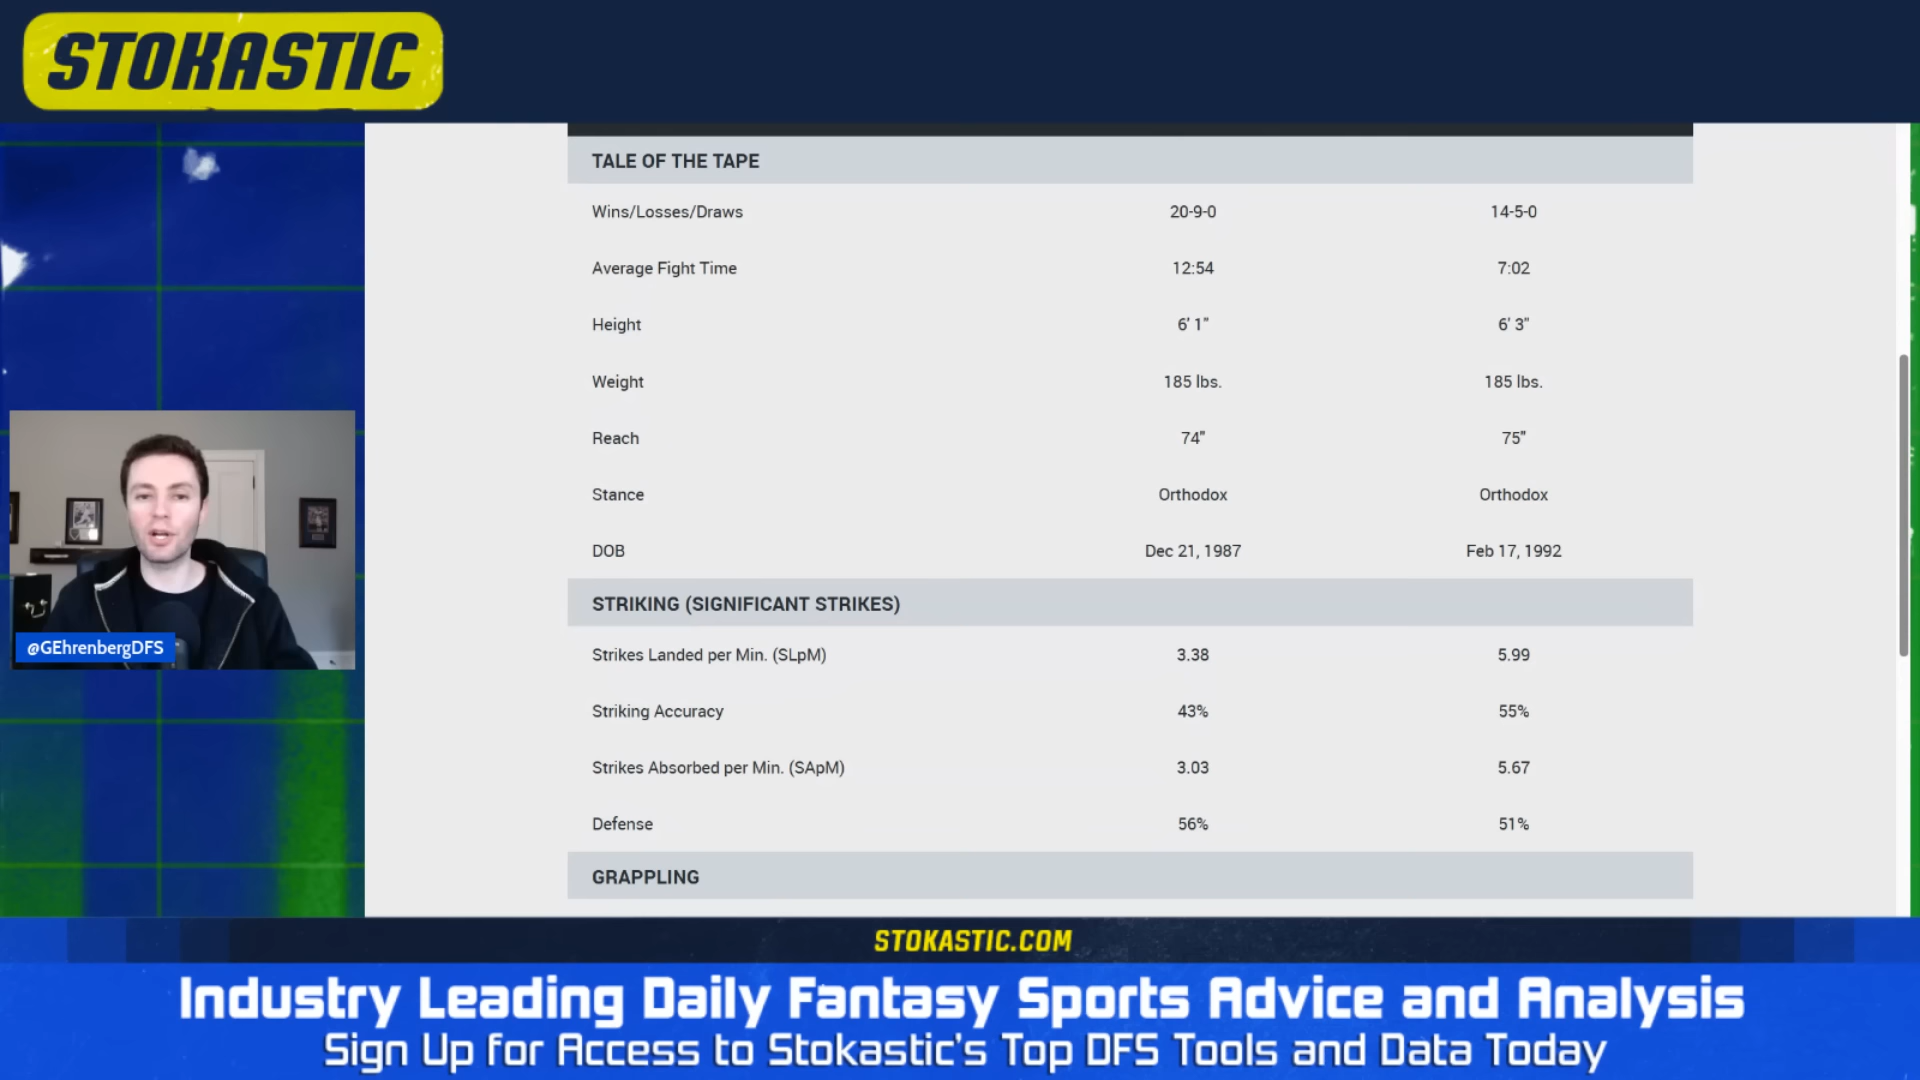 STOKASTIC
TALE OF THE TAPE
Wins/Losses/Draws 20-9-0 14-5-0
Average Fight Time 12:54 7:02
Height 6' 1" 6' 3"
Weight 185 lbs. 185 lbs.
Reach 74" 75"
Stance Orthodox Orthodox
DOB Dec 21, 1987 Feb 17, 1992
STRIKING (SIGNIFICANT STRIKES)
Strikes Landed per Min. (SLpM) 3.38 5.99
Striking Accuracy 43% 55%
Strikes Absorbed per Min. (SApM) 3.03 5.67
Defense 56% 51%
GRAPPLING
@GEhrenbergDFS
STOKASTIC.COM
Industry Leading Daily Fantasy Sports Advice and Analysis
Sign Up for Access to Stokastic's Top DFS Tools and Data Today